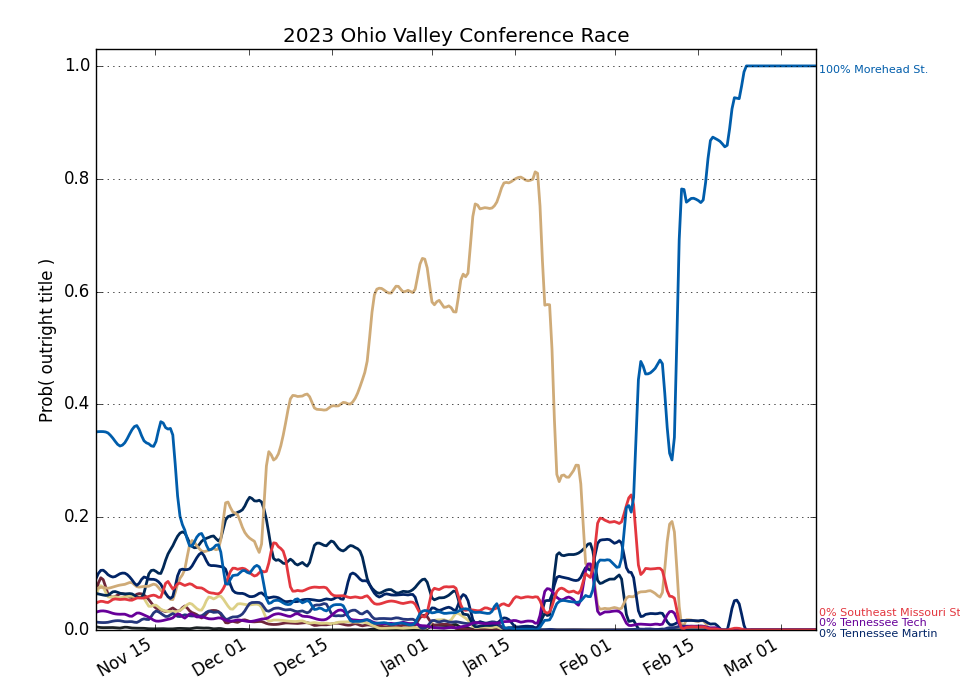 2023 Ohio Valley Conference Race
Prob( outright title )
1.0
0.8
0.6
0.4
0.2
0.0
Nov 15
Dec 01
Dec 15
Jan 01
Jan 15
Feb 01
Feb 15
Mar 01
100% Morehead St.
0% Southeast Missouri St
0% Tennessee Tech
0% Tennessee Martin